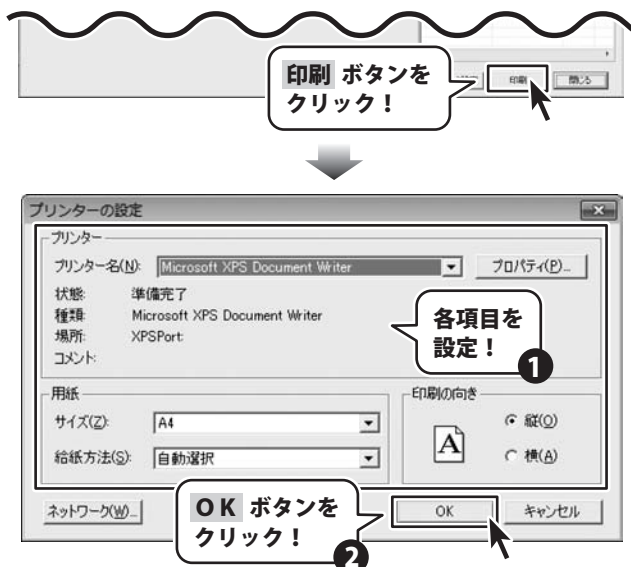 印刷 ボタンを
クリック！
印刷
閉じる
プリンターの設定
プリンター
プリンター名(N):
Microsoft XPS Document Writer
プロパティ(P)...
状態:
準備完了
種類:
Microsoft XPS Document Writer
場所:
XPSPort:
コメント:
各項目を
設定！
1
用紙
サイズ(Z):
A4
給紙方法(S):
自動選択
印刷の向き
A
縦(O)
横(A)
ネットワーク(W)...
OK ボタンを
クリック！
2
OK
キャンセル